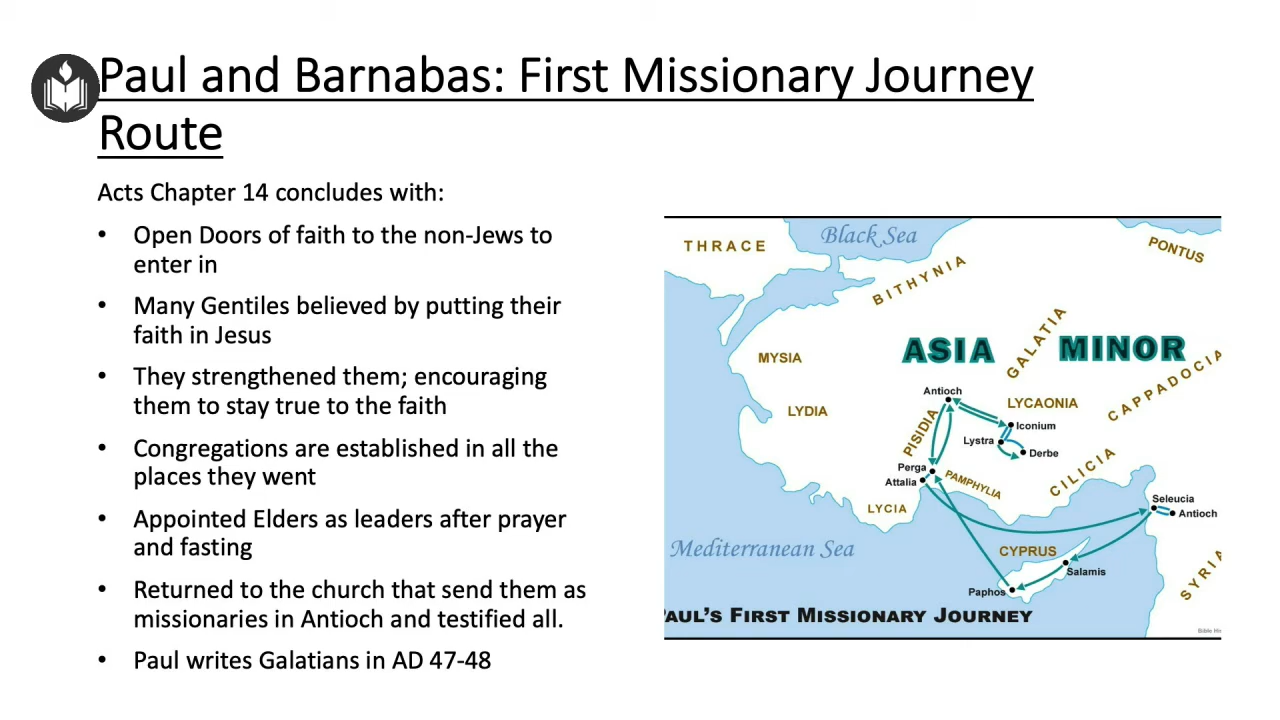 Paul and Barnabas: First Missionary Journey
Route
Acts Chapter 14 concludes with:
• Open Doors of faith to the non-Jews to
enter in
• Many Gentiles believed by putting their
faith in Jesus
• They strengthened them; encouraging
them to stay true to the faith
• Congregations are established in all the
places they went
• Appointed Elders as leaders after prayer
and fasting
• Returned to the church that send them as
missionaries in Antioch and testified all.
• Paul writes Galatians in AD 47-48
THRACE
Black Sea
PONTUS
BITHYNIA
ASIA MINOR
GALATIA
MYSIA
CAPPADOCIA
Antioch
LYDIA
LYCAONIA
PISIDIA
Iconium
Lystra
Derbe
Perga
Attalia
PAMPHYLIA
CILICIA
LYCIA
Seleucia
Antioch
Mediterranean Sea
CYPRUS
Salamis
SYRIA
Paphos
AUL'S FIRST MISSIONARY JOURNEY
Bible